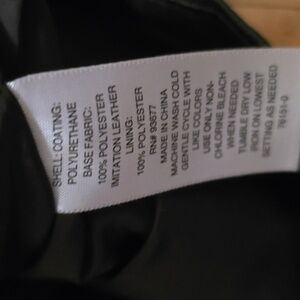 SHELL: COATING:
POLYURETHANE
BASE FABRIC:
100% POLYESTER
IMITATION LEATHER
LINING:
100% POLYESTER
RN# 93677
MADE IN CHINA
MACHINE WASH COLD
GENTLE CYCLE WITH
LIKE COLORS
USE ONLY NON-
CHLORINE BLEACH
WHEN NEEDED
TUMBLE DRY LOW
IRON ON LOWEST
SETTING AS NEEDED